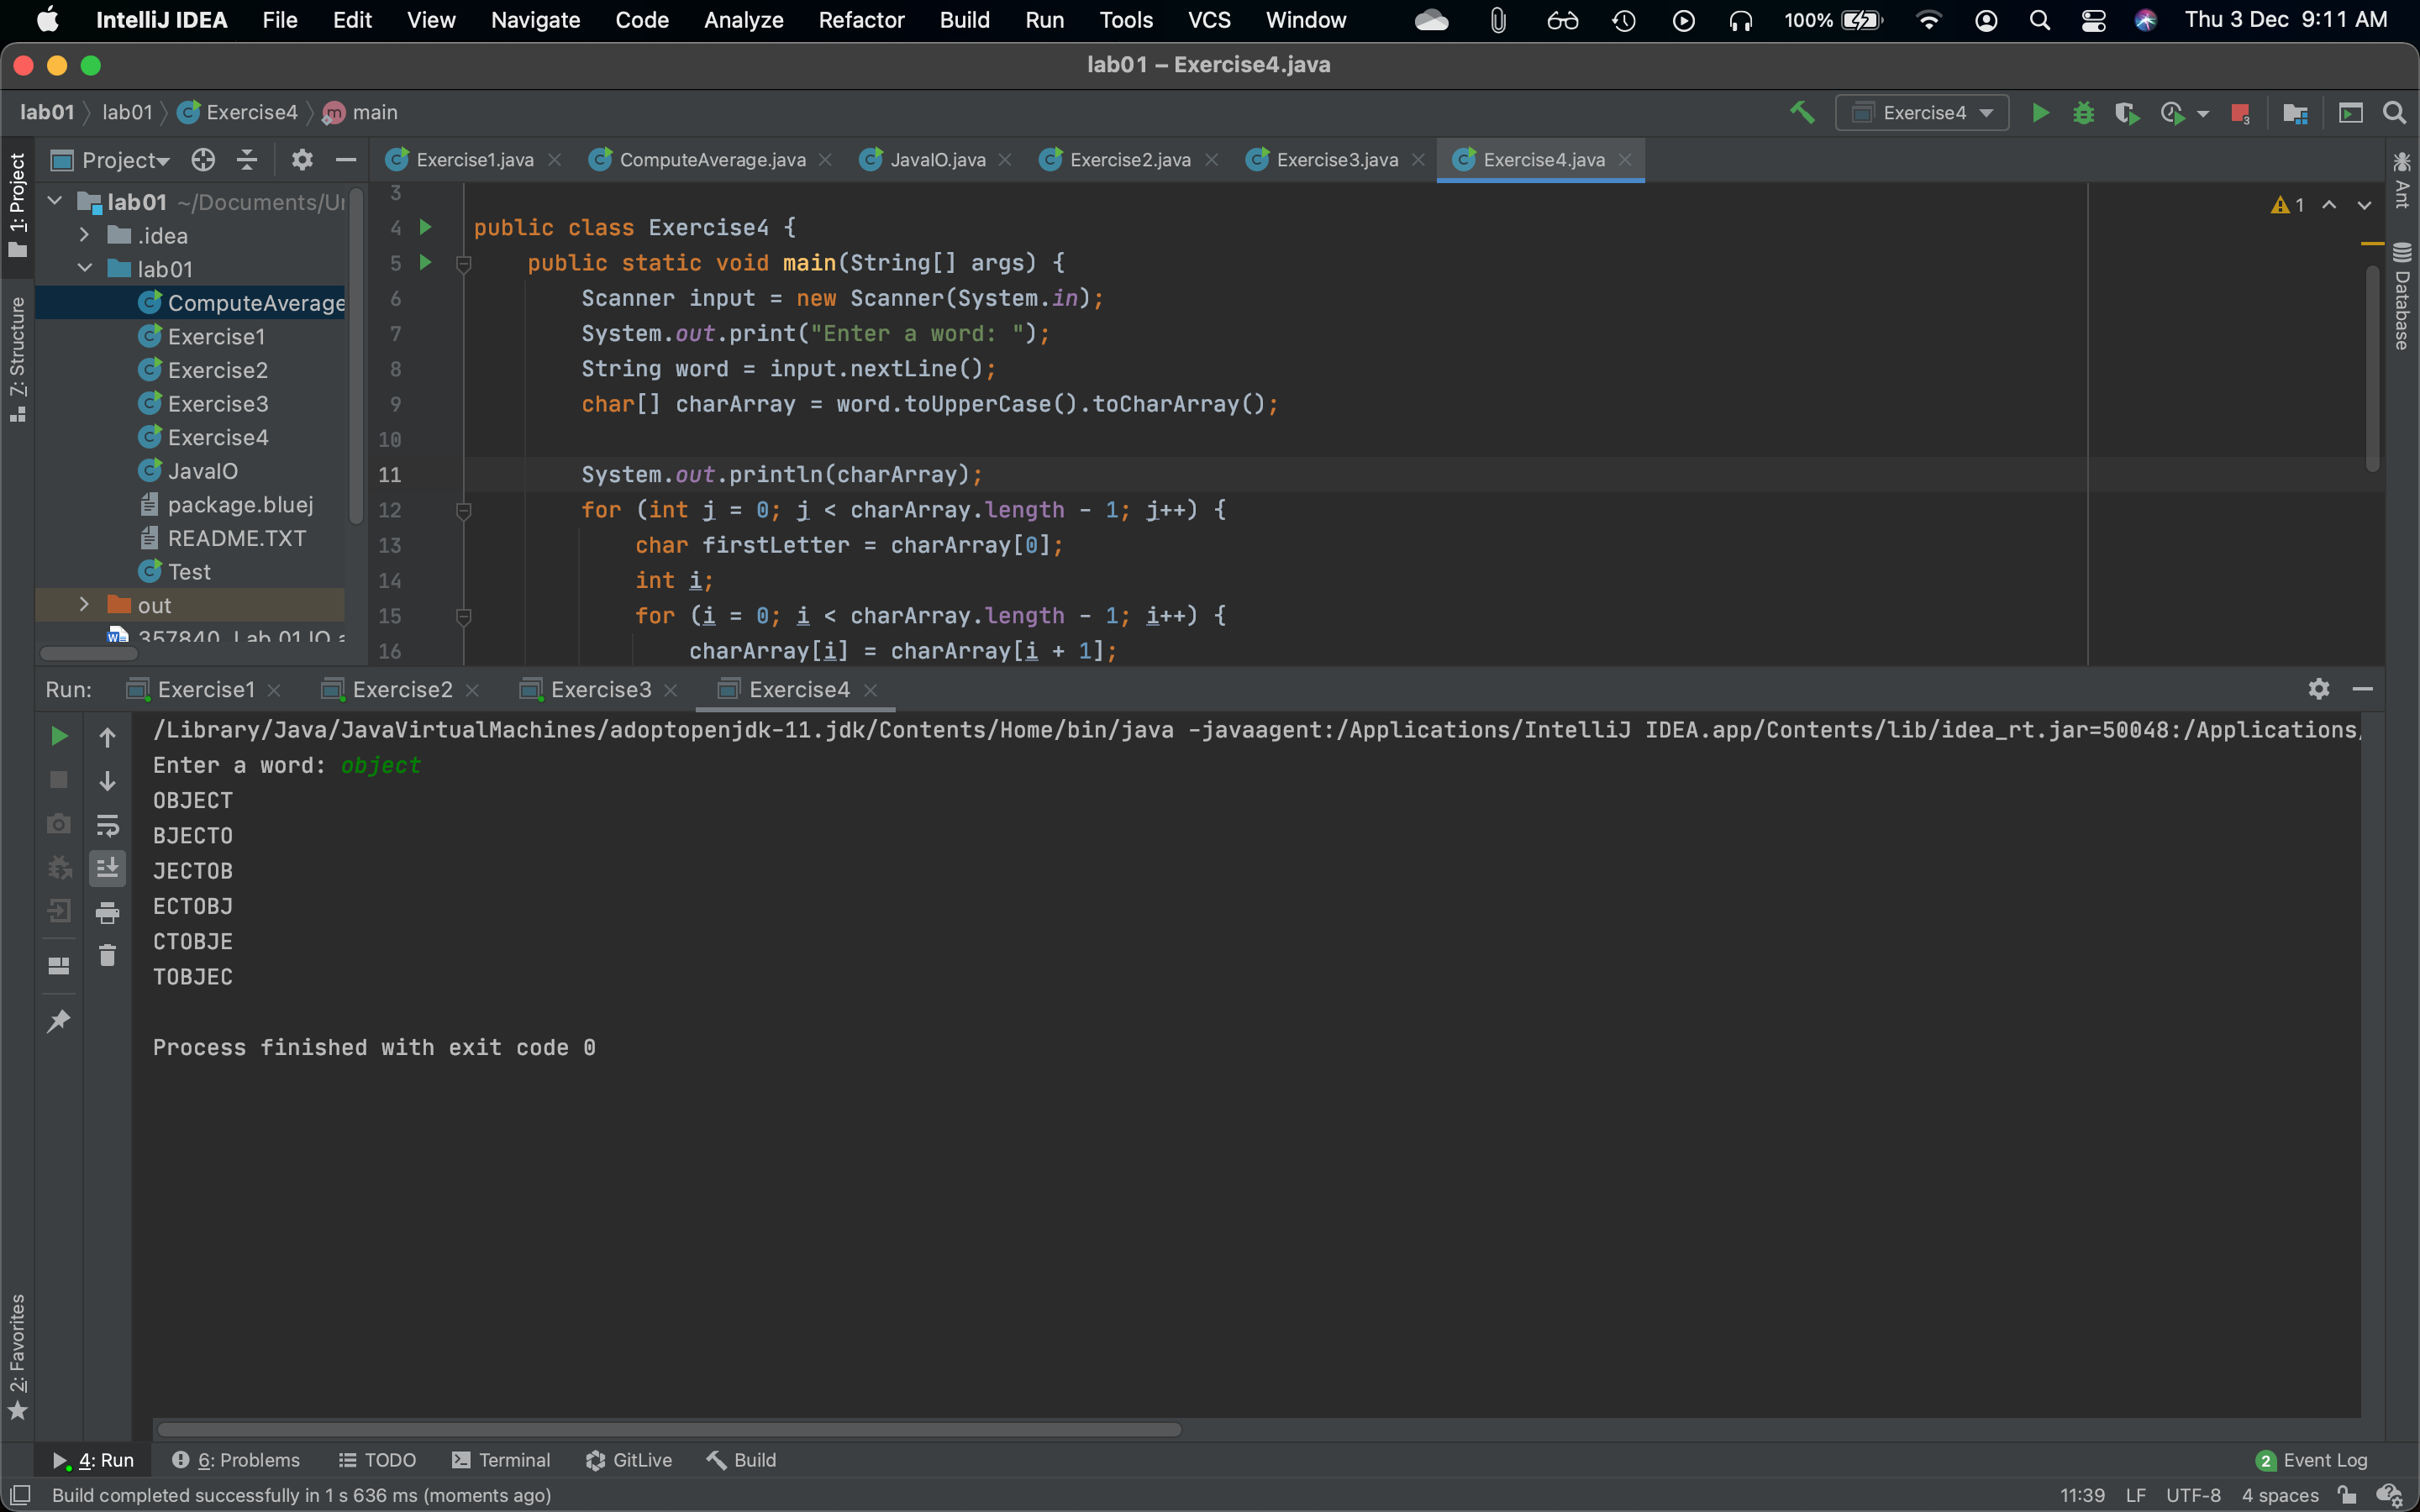 IntelliJ IDEA File Edit View Navigate Code Analyze Refactor Build Run Tools VCS Window 100% Thu 3 Dec 9:11 AM
lab01 – Exercise4.java
lab01 lab01 Exercise4 main Exercise4
1: Project
Project
Exercise1.java ComputeAverage.java JavaIO.java Exercise2.java Exercise3.java Exercise4.java
Ant
Database
Z: Structure
lab01 ~/Documents/
.idea
lab01
ComputeAverage
Exercise1
Exercise2
Exercise3
Exercise4
JavaIO
package.bluej
README.TXT
Test
out
357840 Lab 01 IO
1
3
4 public class Exercise4 {
5 public static void main(String[] args) {
6 Scanner input = new Scanner(System.in);
7 System.out.print("Enter a word: ");
8 String word = input.nextLine();
9 char[] charArray = word.toUpperCase().toCharArray();
10
11 System.out.println(charArray);
12 for (int j = 0; j < charArray.length - 1; j++) {
13 char firstLetter = charArray[0];
14 int i;
15 for (i = 0; i < charArray.length - 1; i++) {
16 charArray[i] = charArray[i + 1];
Run: Exercise1 Exercise2 Exercise3 Exercise4
/Library/Java/JavaVirtualMachines/adoptopenjdk-11.jdk/Contents/Home/bin/java -javaagent:/Applications/IntelliJ IDEA.app/Contents/lib/idea_rt.jar=50048:/Applications/
Enter a word: object
OBJECT
BJECTO
JECTOB
ECTOBJ
CTOBJE
TOBJEC
Process finished with exit code 0
2: Favorites
4: Run 6: Problems TODO Terminal GitLive Build 2 Event Log
Build completed successfully in 1 s 636 ms (moments ago) 11:39 LF UTF-8 4 spaces